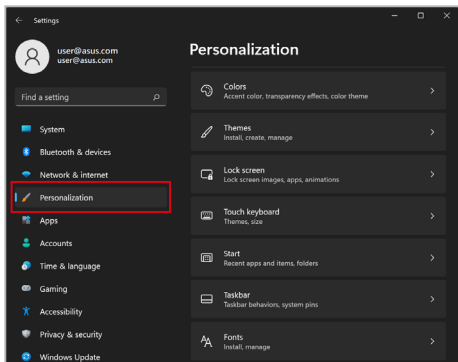 Settings
user@asus.com
user@asus.com
Find a setting
System
Bluetooth & devices
Network & internet
Personalization
Apps
Accounts
Time & language
Gaming
Accessibility
Privacy & security
Windows Update
Personalization
Colors
Accent color, transparency effects, color theme
Themes
Install, create, manage
Lock screen
Lock screen images, apps, animations
Touch keyboard
Themes, size
Start
Recent apps and items, folders
Taskbar
Taskbar behaviors, system pins
Fonts
Install, manage